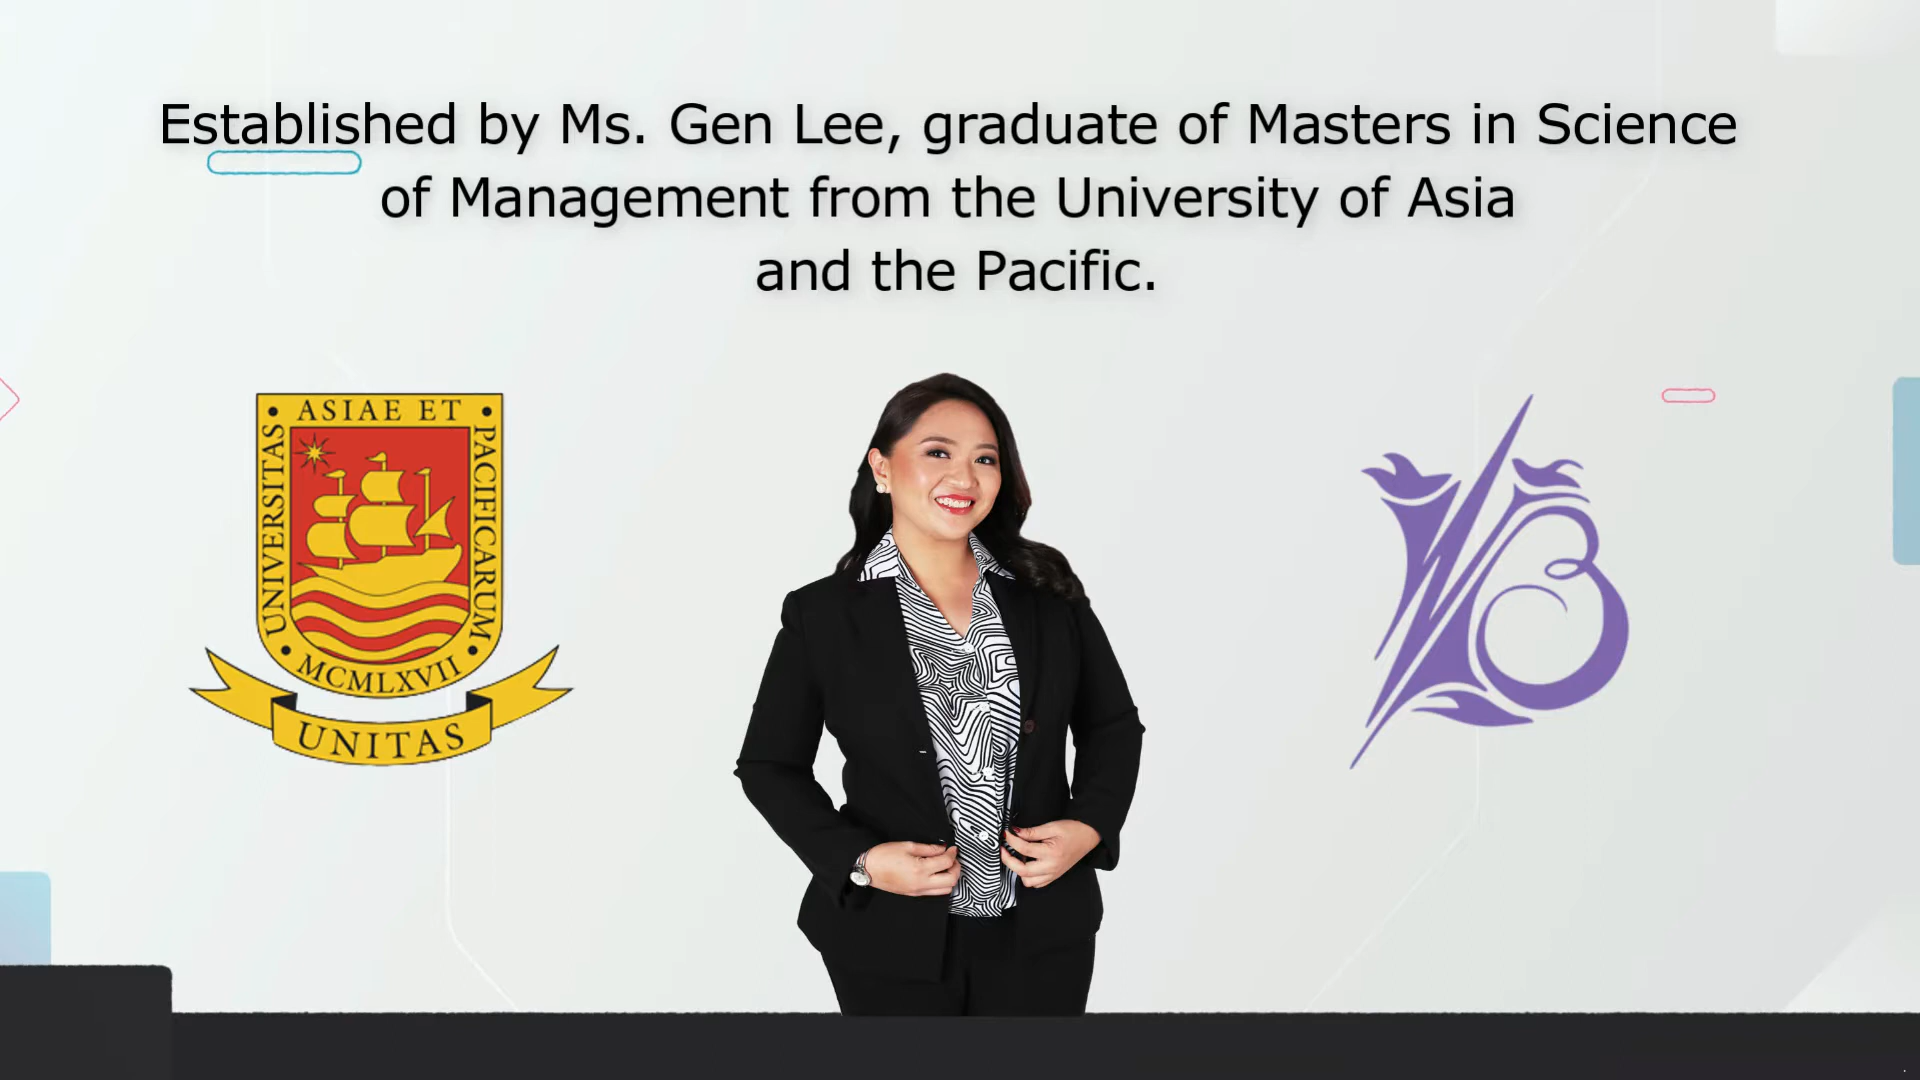 Established by Ms. Gen Lee, graduate of Masters in Science
of Management from the University of Asia
and the Pacific.
• ASIAE ET •
UNIVERSITAS
PACIFICARUM
• MCMLXVII •
UNITAS